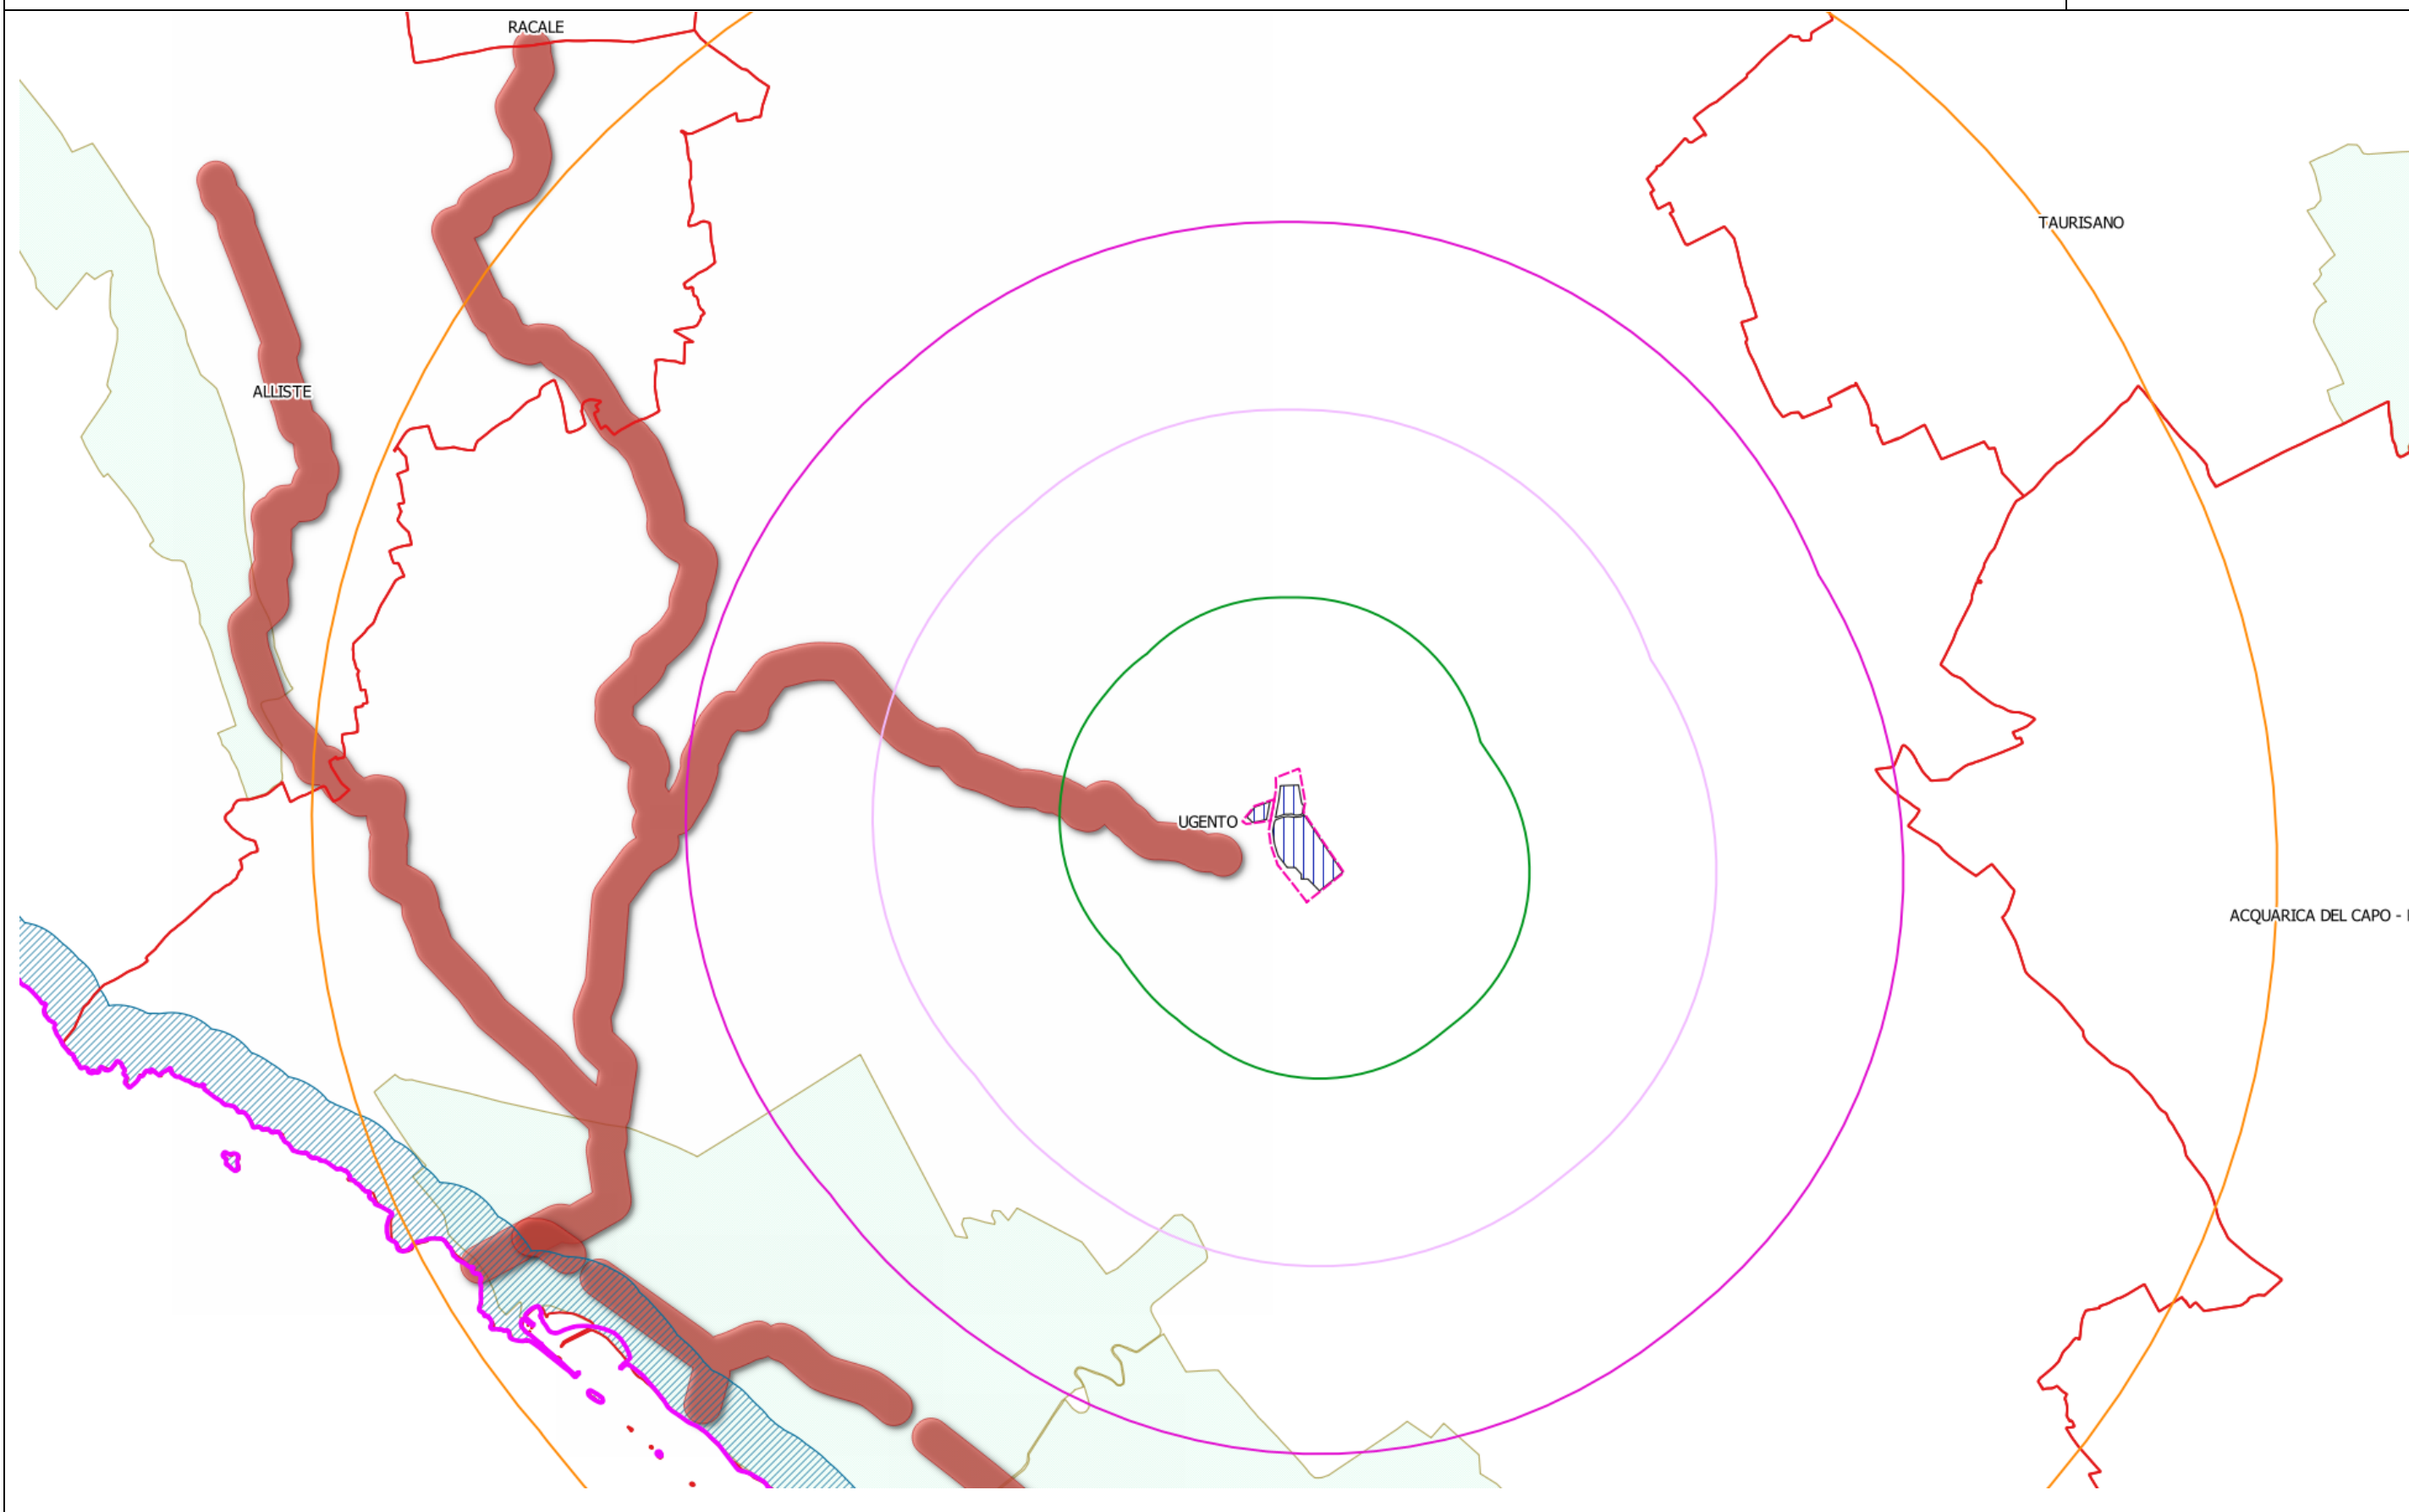 RACALE
TAURISANO
ALLISTE
UGENTO
ACQUARICA DEL CAPO -